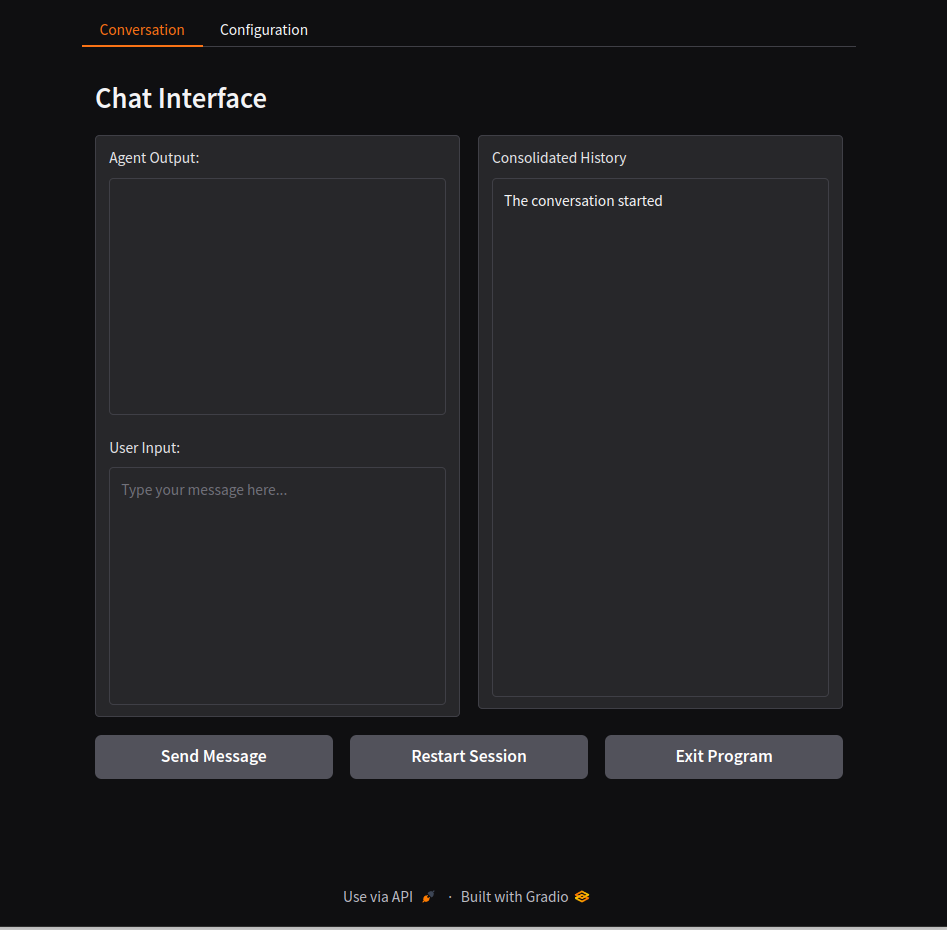 Conversation
Configuration
Chat Interface
Agent Output:
User Input:
Type your message here...
Consolidated History
The conversation started
Send Message
Restart Session
Exit Program
Use via API · Built with Gradio